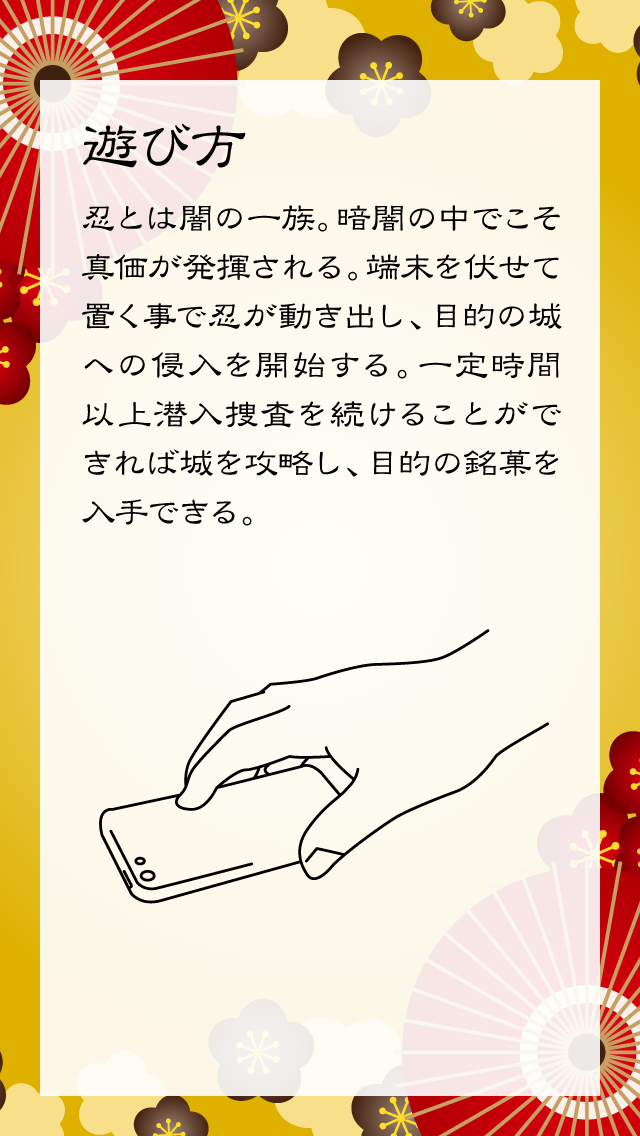 遊び方
忍とは闇の一族。暗闇の中でこそ
真価が発揮される。端末を伏せて
置く事で忍が動き出し、目的の城
への侵入を開始する。一定時間
以上潜入捜査を続けることがで
きれば城を攻略し、目的の銘菓を
入手できる。